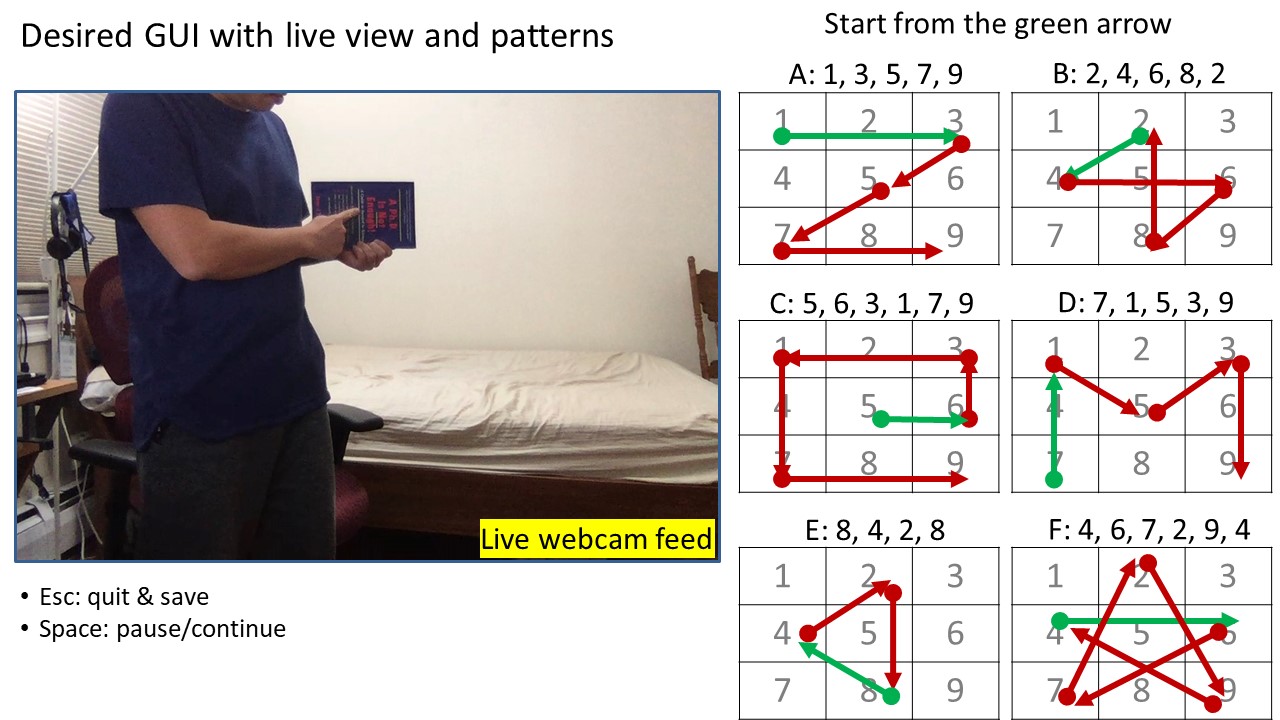 Desired GUI with live view and patterns
Live webcam feed
• Esc: quit & save
• Space: pause/continue
Start from the green arrow
A: 1, 3, 5, 7, 9
1 2 3
4 5 6
7 8 9
B: 2, 4, 6, 8, 2
1 2 3
4 5 6
7 8 9
C: 5, 6, 3, 1, 7, 9
1 2 3
4 5 6
7 8 9
D: 7, 1, 5, 3, 9
1 2 3
4 5 6
7 8 9
E: 8, 4, 2, 8
1 2 3
4 5 6
7 8 9
F: 4, 6, 7, 2, 9, 4
1 2 3
4 5 6
7 8 9
A Ph.D
Is Not
Enough!